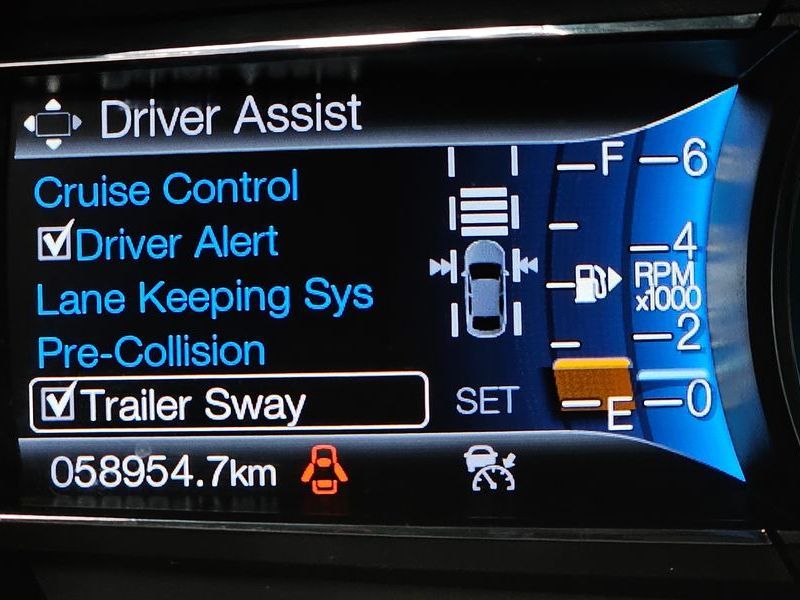 Driver Assist
Cruise Control
Driver Alert
Lane Keeping Sys
Pre-Collision
Trailer Sway
SET
F
E
6
4
RPM
x1000
2
0
058954.7km